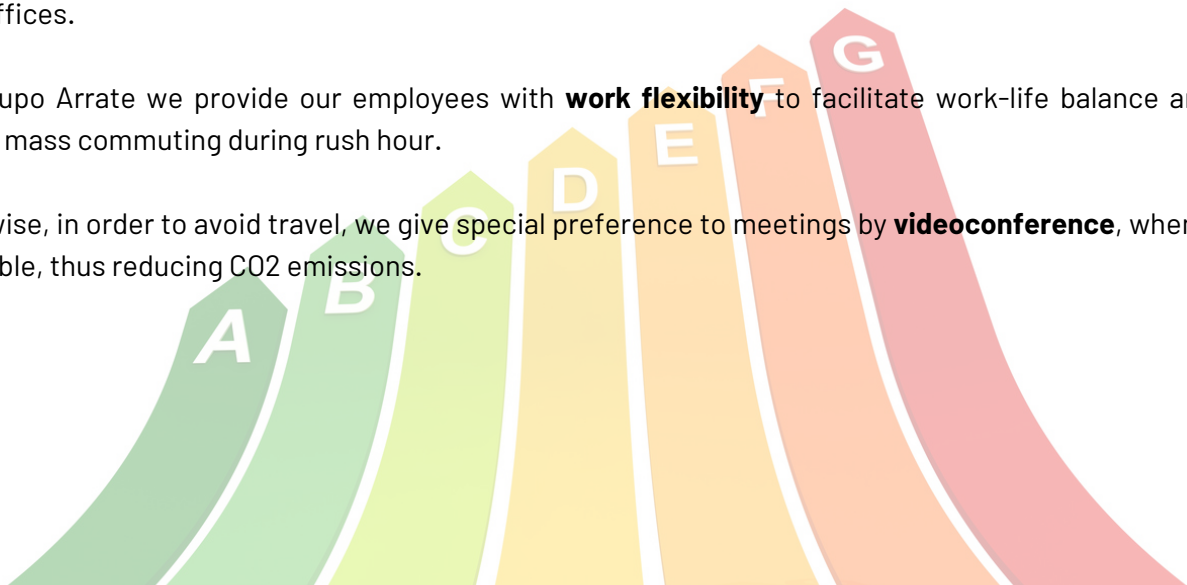 ffices.
upo Arrate we provide our employees with work flexibility to facilitate work-life balance a
mass commuting during rush hour.
wise, in order to avoid travel, we give special preference to meetings by videoconference, when
ble, thus reducing CO2 emissions.
A
B
C
D
E
F
G